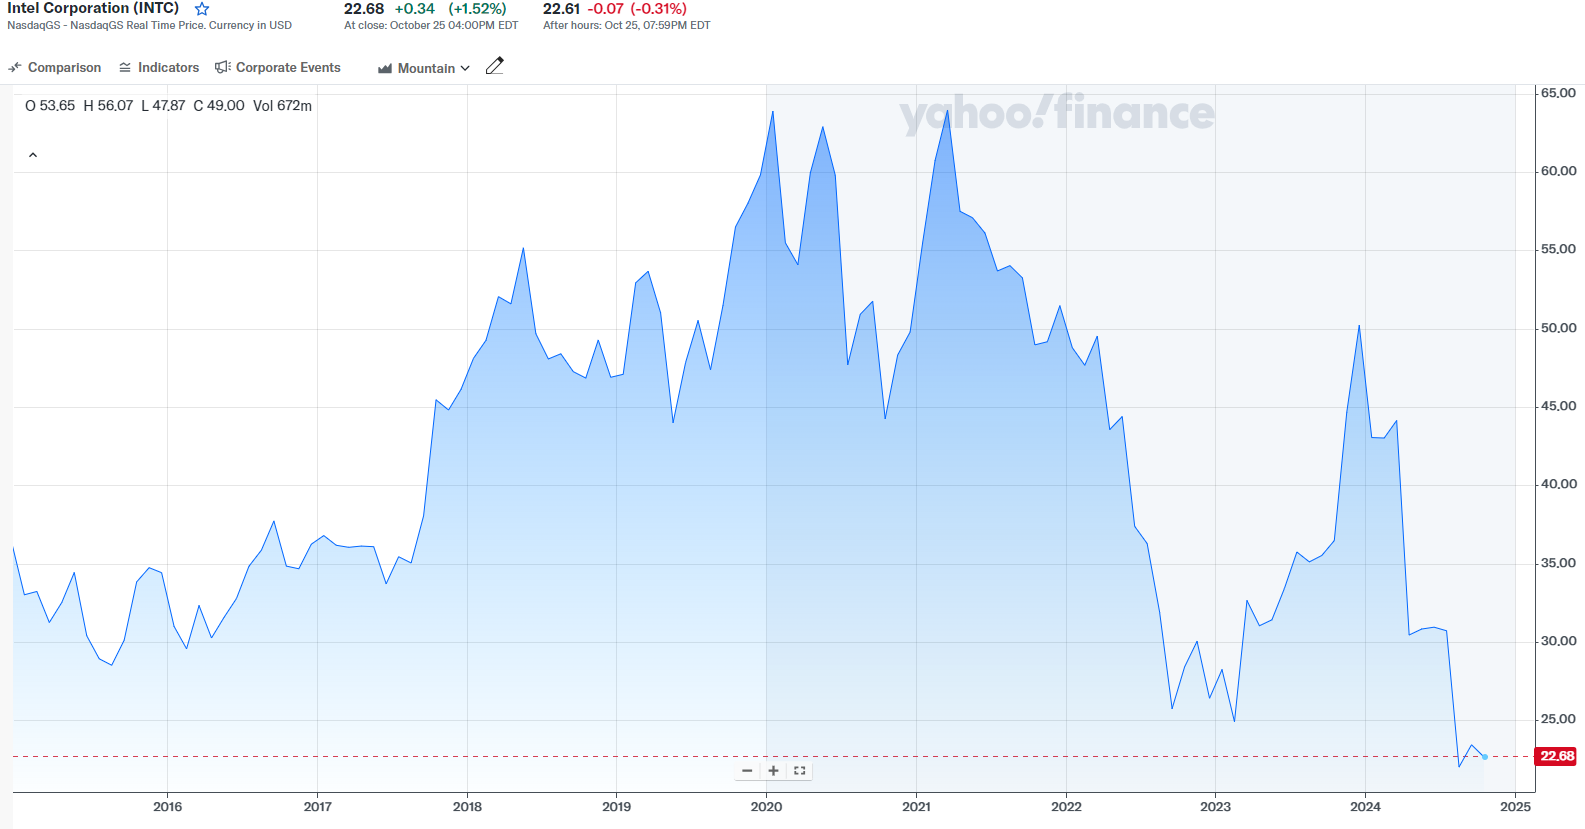 Intel Corporation (INTC)
22.68 +0.34 (+1.52%)
22.61 -0.07 (-0.31%)
NasdaqGS - NasdaqGS Real Time Price. Currency in USD
At close: October 25 04:00PM EDT
After hours: Oct 25, 07:59PM EDT
Comparison
Indicators
Corporate Events
Mountain
O 53.65 H 56.07 L 47.87 C 49.00 Vol 672m
yahoo!finance
65.00
60.00
55.00
50.00
45.00
40.00
35.00
30.00
25.00
22.68
2016
2017
2018
2019
2020
2021
2022
2023
2024
2025